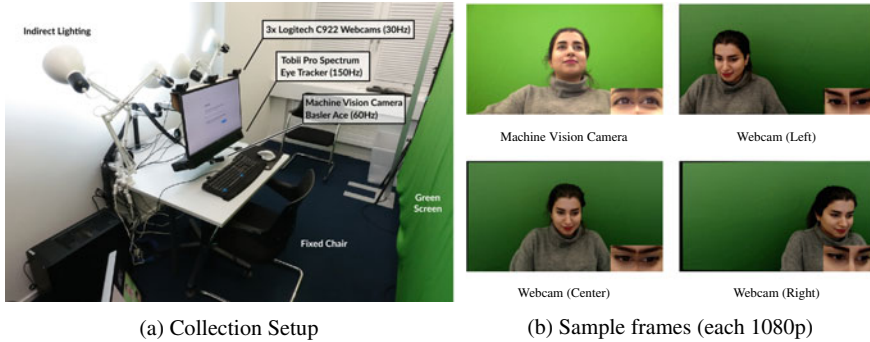 Indirect Lighting
3x Logitech C922 Webcams (30Hz)
Tobii Pro Spectrum
Eye Tracker (150Hz)
Machine Vision Camera
Basler Ace (60Hz)
Green
Screen
Fixed Chair
(a) Collection Setup
Machine Vision Camera
Webcam (Left)
Webcam (Center)
Webcam (Right)
(b) Sample frames (each 1080p)